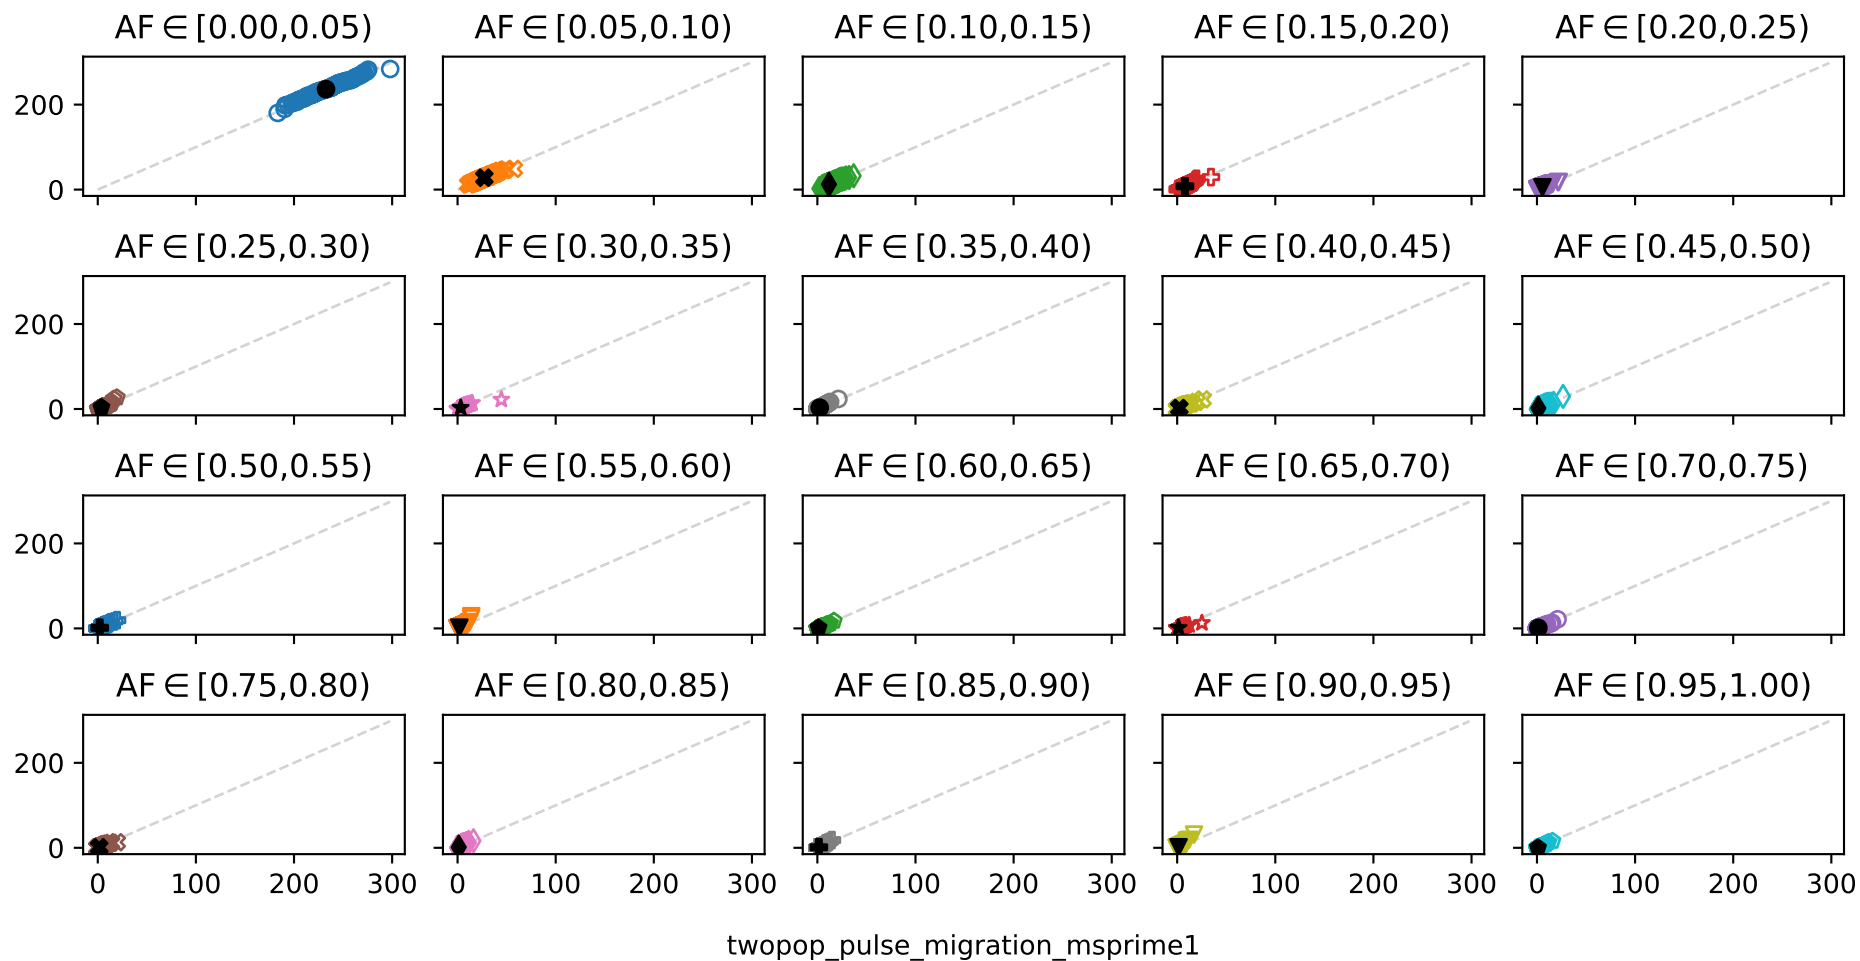 AF ∈ [0.00,0.05) AF ∈ [0.05,0.10) AF ∈ [0.10,0.15) AF ∈ [0.15,0.20) AF ∈ [0.20,0.25)
200
0
AF ∈ [0.25,0.30) AF ∈ [0.30,0.35) AF ∈ [0.35,0.40) AF ∈ [0.40,0.45) AF ∈ [0.45,0.50)
200
0
AF ∈ [0.50,0.55) AF ∈ [0.55,0.60) AF ∈ [0.60,0.65) AF ∈ [0.65,0.70) AF ∈ [0.70,0.75)
200
0
AF ∈ [0.75,0.80) AF ∈ [0.80,0.85) AF ∈ [0.85,0.90) AF ∈ [0.90,0.95) AF ∈ [0.95,1.00)
200
0
0 100 200 300 0 100 200 300 0 100 200 300 0 100 200 300 0 100 200 300
twopop_pulse_migration_msprime1